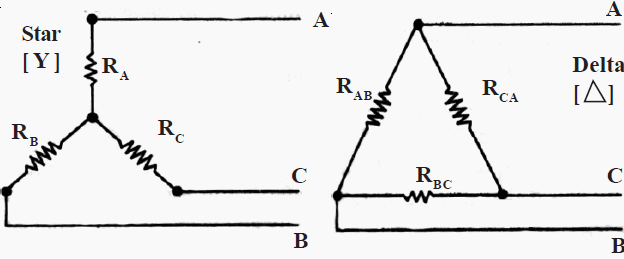 Star
[Y]
A
R_A
R_B
R_C
C
B
A
Delta
[△]
R_AB
R_CA
R_BC
C
B